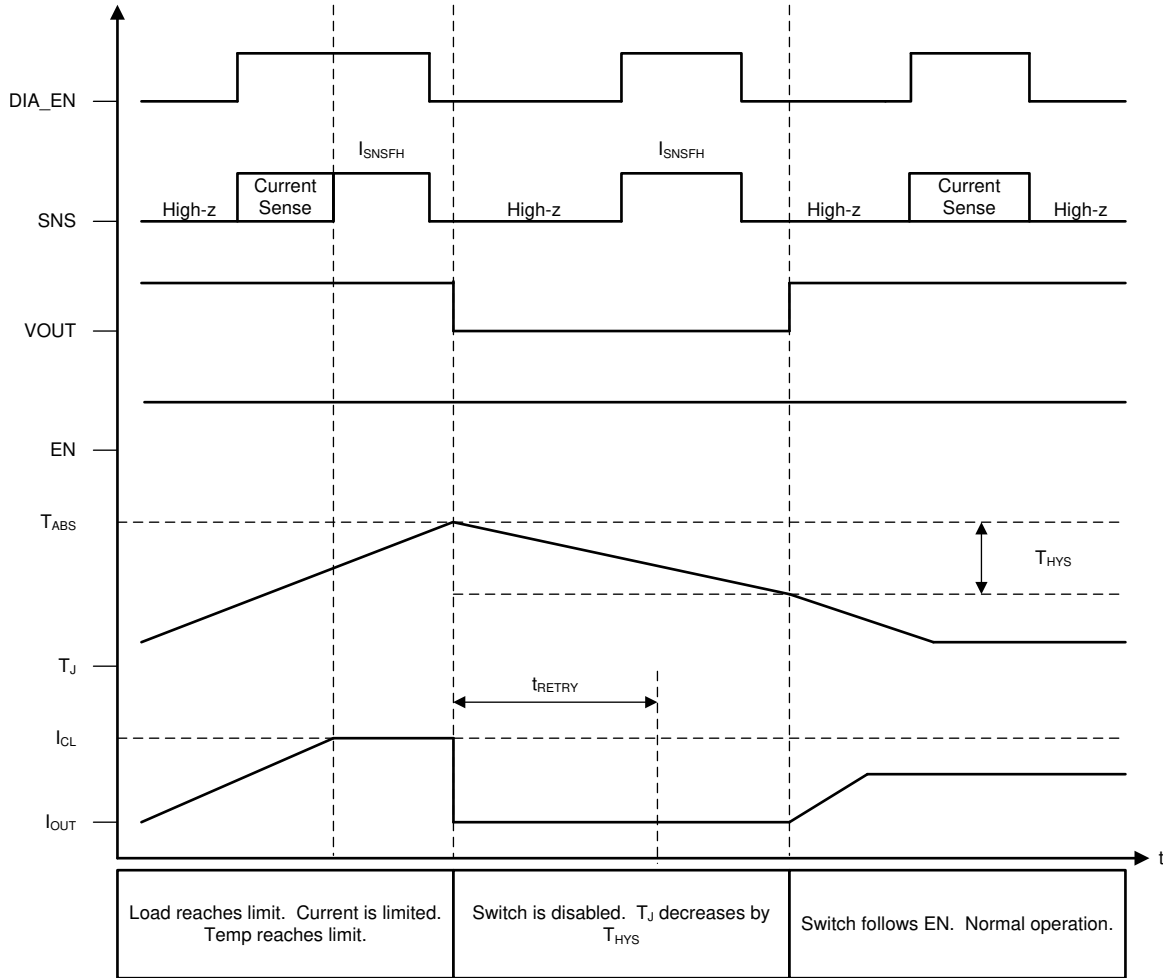 DIA_EN
I_SNSFH
I_SNSFH
High-z
Current
Sense
High-z
High-z
Current
Sense
High-z
SNS
VOUT
EN
T_ABS
T_HYS
T_J
t_RETRY
I_CL
I_OUT
t
Load reaches limit. Current is limited.
Temp reaches limit.
Switch is disabled. T_J decreases by
T_HYS
Switch follows EN. Normal operation.